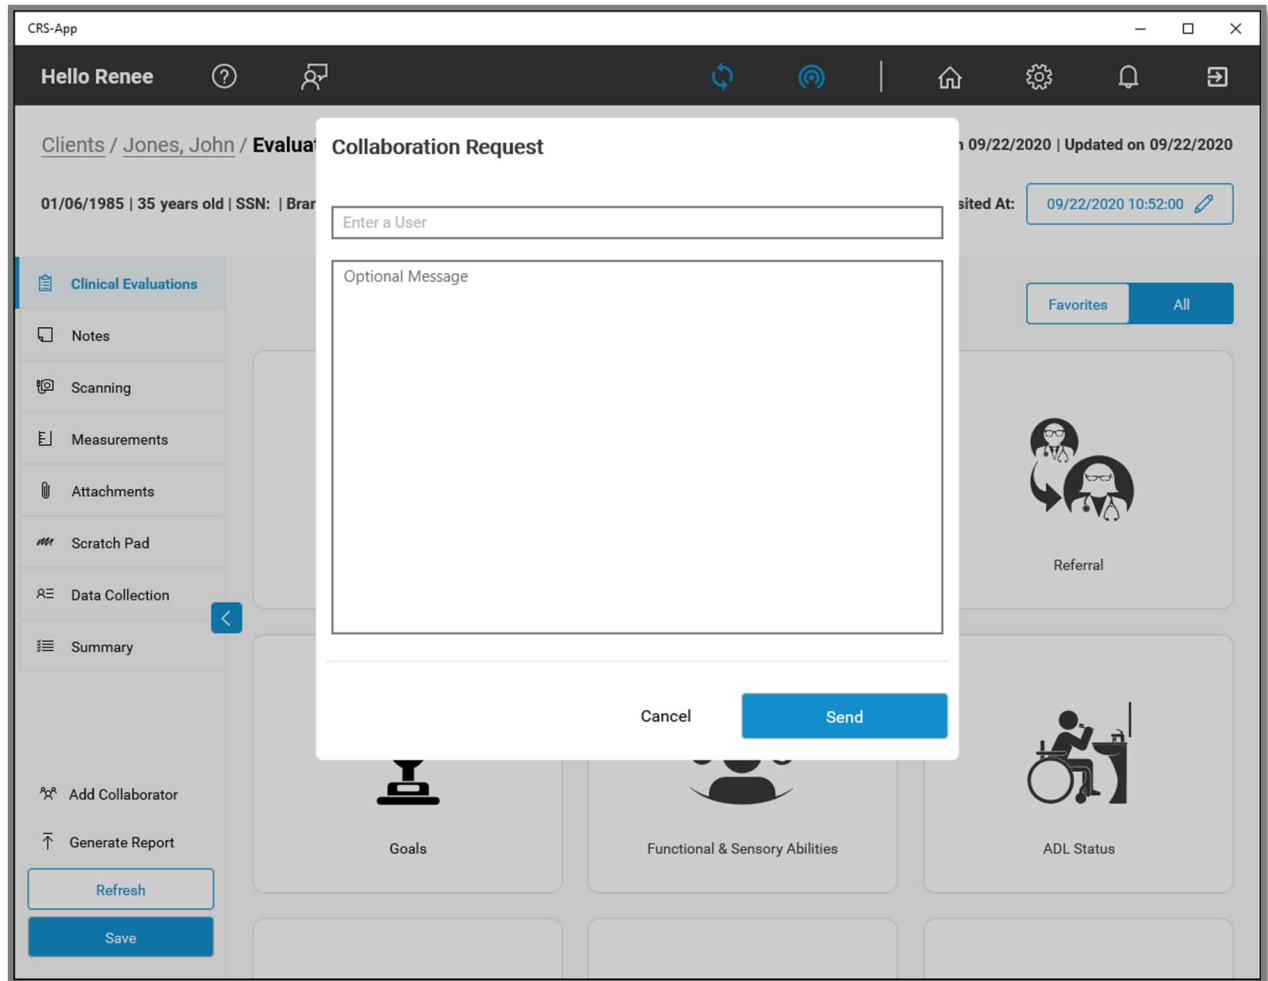 CRS-App
Hello Renee
Clients / Jones, John /
Collaboration Request
09/22/2020 | Updated on 09/22/2020
01/06/1985 | 35 years old | SSN: |
Enter a User
At:
09/22/2020 10:52:00
Optional Message
Clinical Evaluations
Favorites
All
Notes
Scanning
Measurements
Attachments
Scratch Pad
Referral
Data Collection
Summary
Cancel
Send
Add Collaborator
Generate Report
Goals
Functional & Sensory Abilities
ADL Status
Refresh
Save